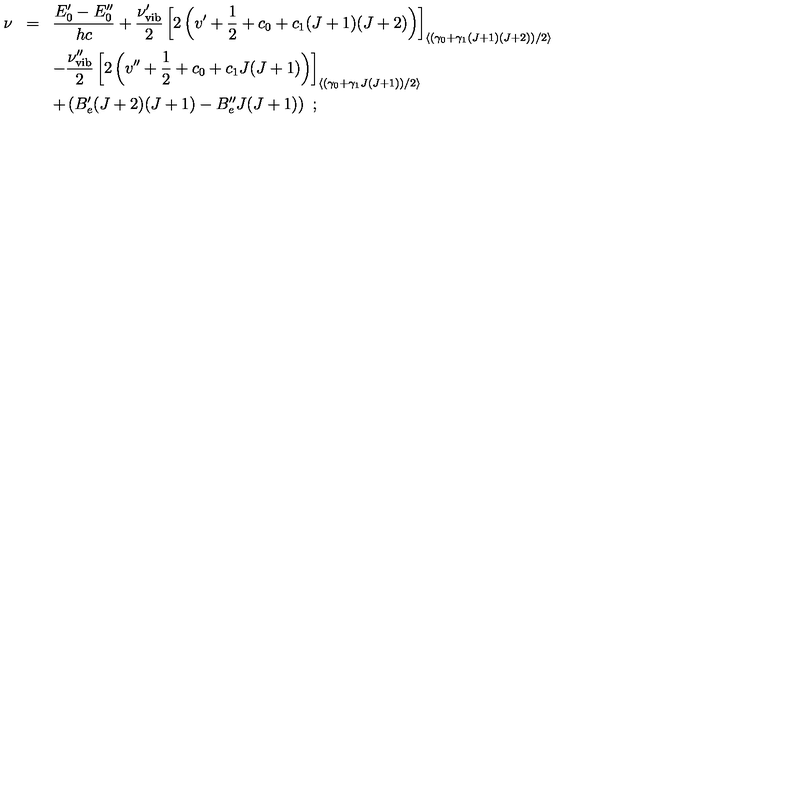 \nu = \frac{E_0' - E_0''}{hc} + \frac{\nu_{\text{vib}}'}{2} \left[ 2 \left( v' + \frac{1}{2} + c_0 + c_1 (J+1)(J+2) \right) \right]_{\langle (\gamma_0 + \gamma_1 (J+1)(J+2))/2 \rangle}
- \frac{\nu_{\text{vib}}''}{2} \left[ 2 \left( v'' + \frac{1}{2} + c_0 + c_1 J(J+1) \right) \right]_{\langle (\gamma_0 + \gamma_1 J(J+1))/2 \rangle}
+ \left( B_e' (J+2)(J+1) - B_e'' J(J+1) \right) \ ;